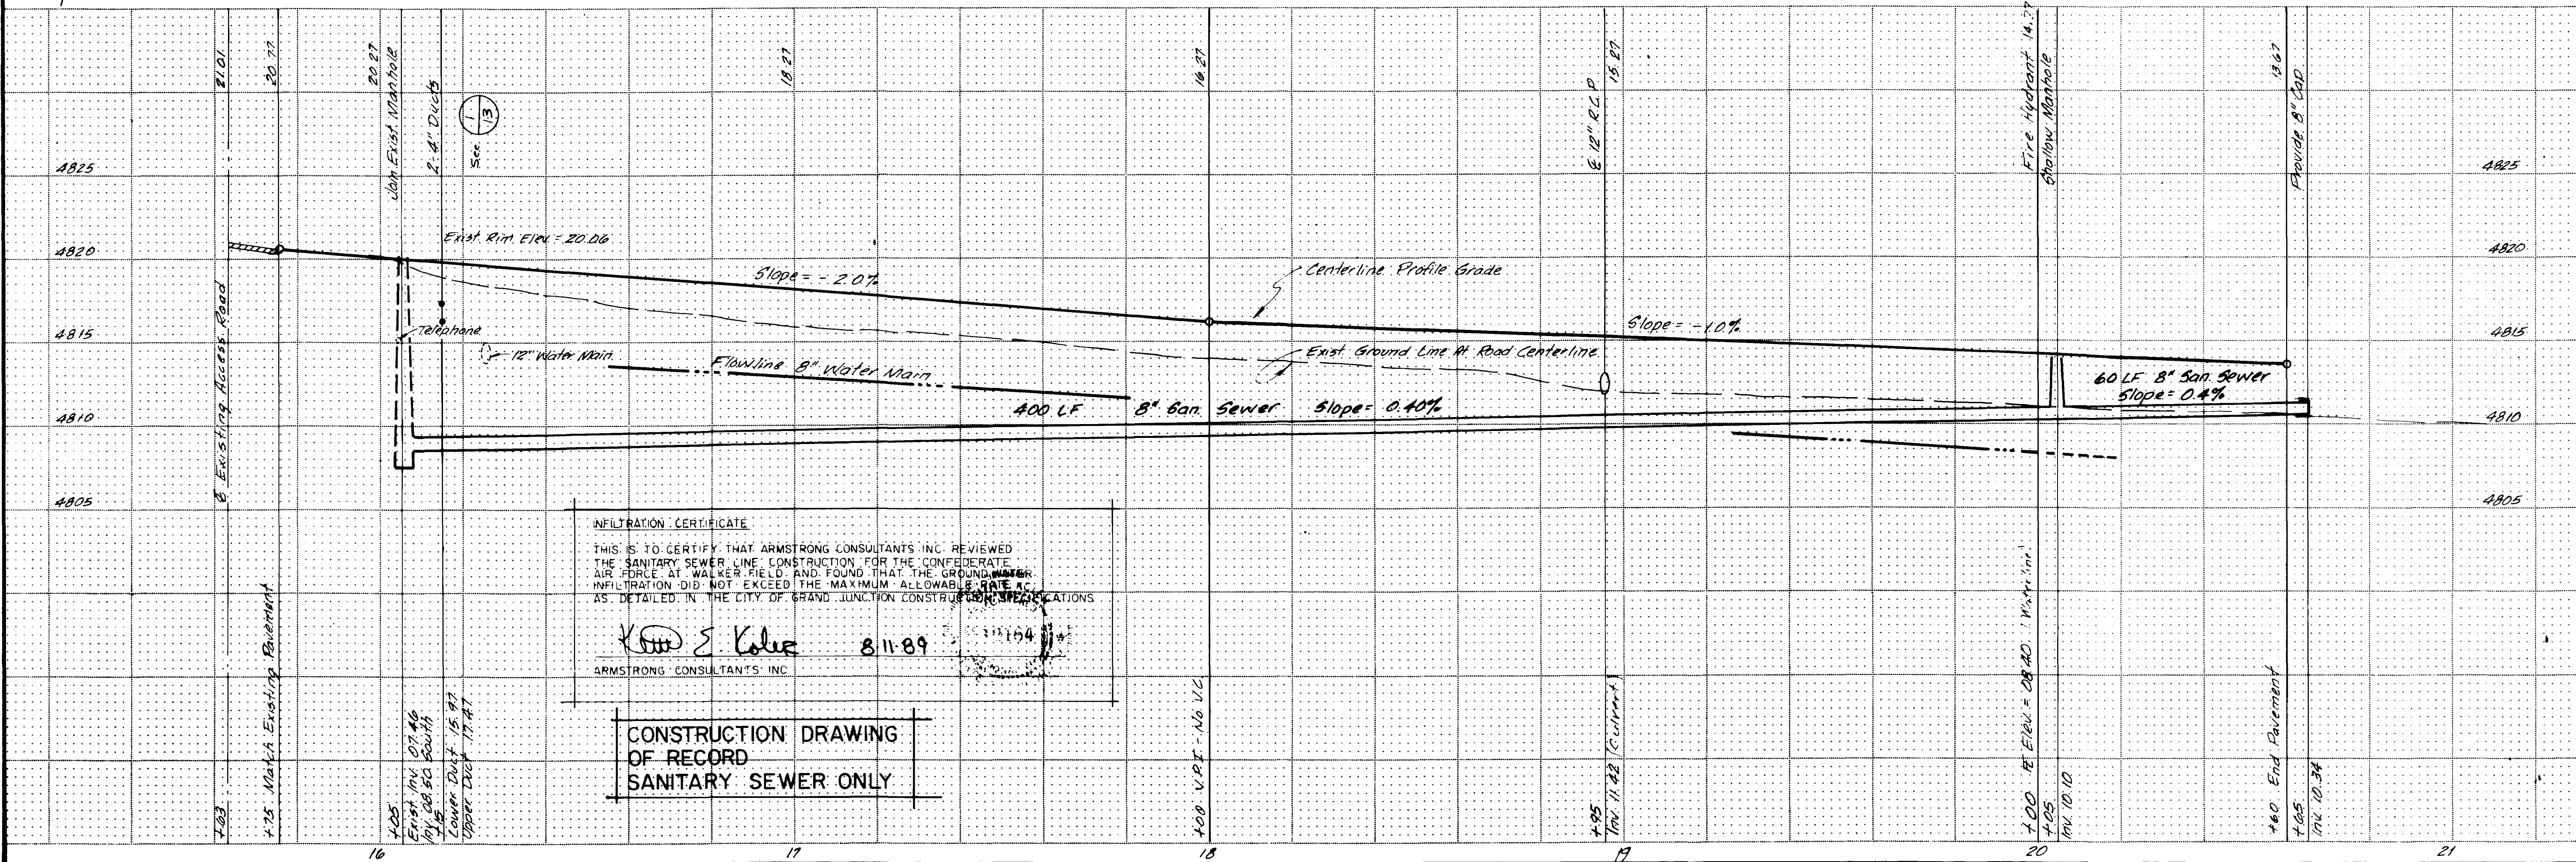 21.01
20.77
20.27
Join Exist Manhole
2-4" Ducts
See 1/13
18.27
16.27
℄ 12" R.C.P.
15.27
Fire Hydrant 14.27
Shallow Manhole
13.67
Provide 8" Cap
4825
4825
4820
4820
4815
4815
4810
4810
4805
4805
Exist. Rim Elev. = 20.06
Slope = - 2.0%
Centerline Profile Grade
Slope = -1.0%
Telephone
12" Water Main
Flowline 8" Water Main
Exist. Ground Line At Road Centerline
400 LF 8" San. Sewer Slope = 0.40%
60 LF 8" San. Sewer
Slope = 0.4%
℄ Existing Access Road
INFILTRATION CERTIFICATE
THIS IS TO CERTIFY THAT ARMSTRONG CONSULTANTS INC. REVIEWED
THE SANITARY SEWER LINE CONSTRUCTION FOR THE CONFEDERATE
AIR FORCE AT WALKER FIELD AND FOUND THAT THE GROUND WATER
INFILTRATION DID NOT EXCEED THE MAXIMUM ALLOWABLE RATE
AS DETAILED IN THE CITY OF GRAND JUNCTION CONSTRUCTION SPECIFICATIONS
8-11-89
ARMSTRONG CONSULTANTS INC
CONSTRUCTION DRAWING
OF RECORD
SANITARY SEWER ONLY
+63
+75 Match Existing Pavement
+05
Exist Inv. 07.46
Inv. 08.50 South
+15
Lower Duct 15.97
Upper Duct 17.47
+00 V.P.I. - No V.C.
+95
Inv. 11.42 (Culvert)
+00 ℄ Elev. = 08.40 (Waterline)
+05
Inv. 10.10
+60 End Pavement
+65
Inv. 10.34
16
17
18
19
20
21